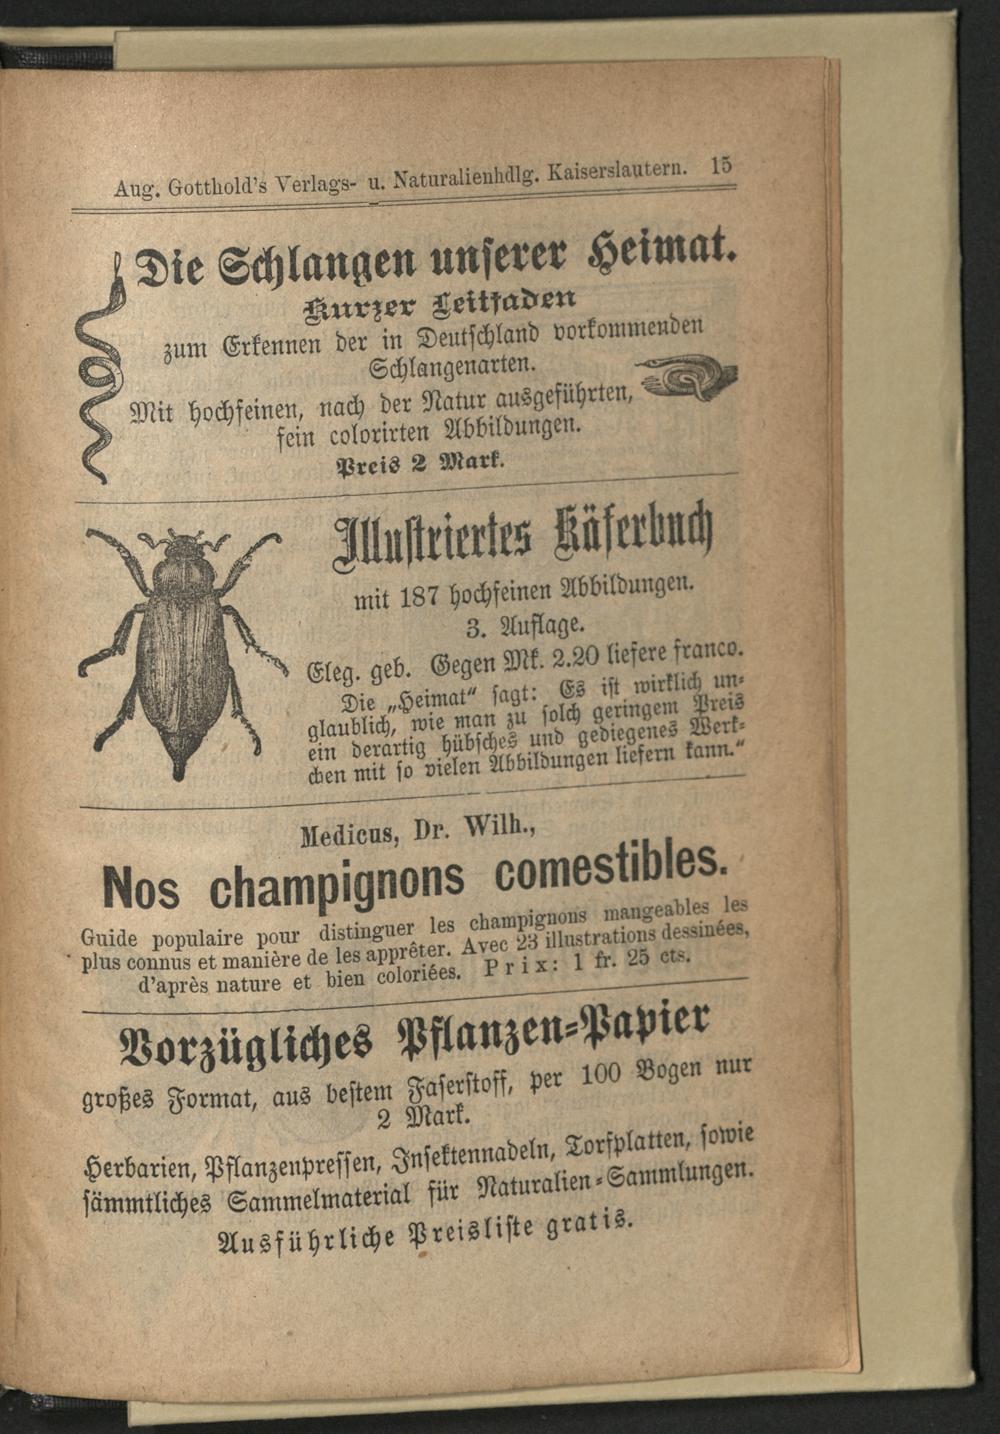 Aug. Gotthold's Verlags- u. Naturalienhdlg. Kaiserslautern. 15
Die Schlangen unserer Heimat.
Kurzer Leitfaden
zum Erkennen der in Deutschland vorkommenden
Schlangenarten.
Mit hochfeinen, nach der Natur ausgeführten,
fein colorirten Abbildungen.
Preis 2 Mark.
Illustriertes Käferbuch
mit 187 hochfeinen Abbildungen.
3. Auflage.
Eleg. geb. Gegen Mk. 2.20 liefere franco.
Die „Heimat“ sagt: Es ist wirklich un-
glaublich, wie man zu solch geringem Preis
ein derartig hübsches und gediegenes Werk-
chen mit so vielen Abbildungen liefern kann.“
Medicus, Dr. Wilh.,
Nos champignons comestibles.
Guide populaire pour distinguer les champignons mangeables les
plus connus et manière de les apprêter. Avec 23 illustrations dessinées,
d'après nature et bien coloriées. Prix: 1 fr. 25 cts.
Vorzügliches Pflanzen-Papier
großes Format, aus bestem Faserstoff, per 100 Bogen nur
2 Mark.
Herbarien, Pflanzenpressen, Insektennadeln, Torfplatten, sowie
sämmtliches Sammelmaterial für Naturalien-Sammlungen.
Ausführliche Preisliste gratis.